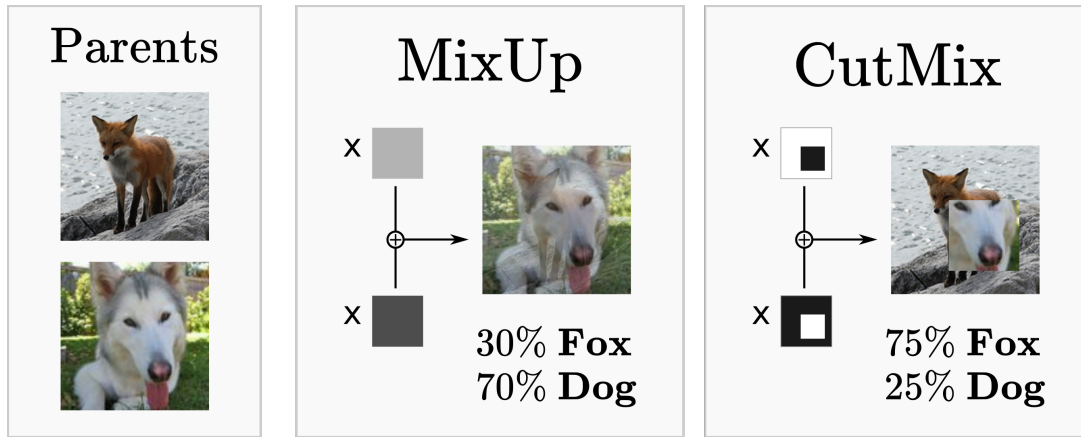 Parents
MixUp
x
x
30% Fox
70% Dog
CutMix
x
x
75% Fox
25% Dog